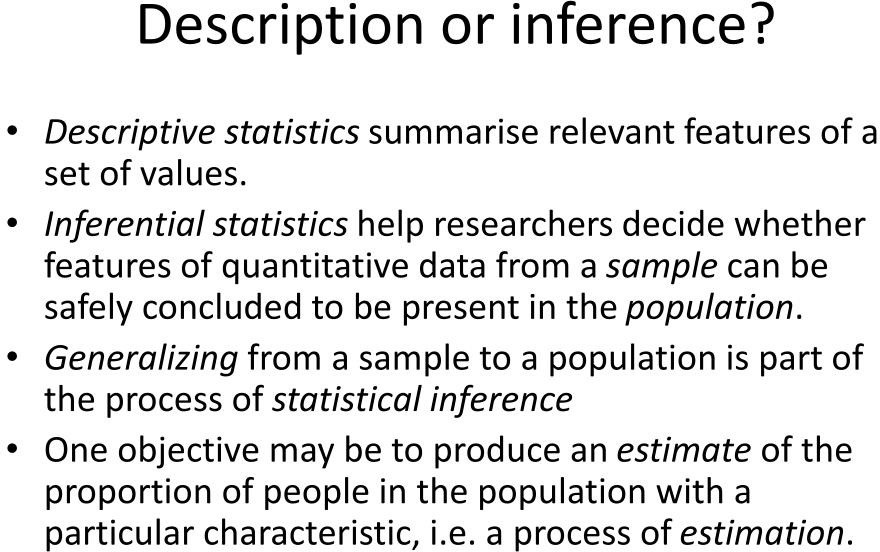 Description or inference?
• Descriptive statistics summarise relevant features of a
set of values.
• Inferential statistics help researchers decide whether
features of quantitative data from a sample can be
safely concluded to be present in the population.
• Generalizing from a sample to a population is part of
the process of statistical inference
• One objective may be to produce an estimate of the
proportion of people in the population with a
particular characteristic, i.e. a process of estimation.